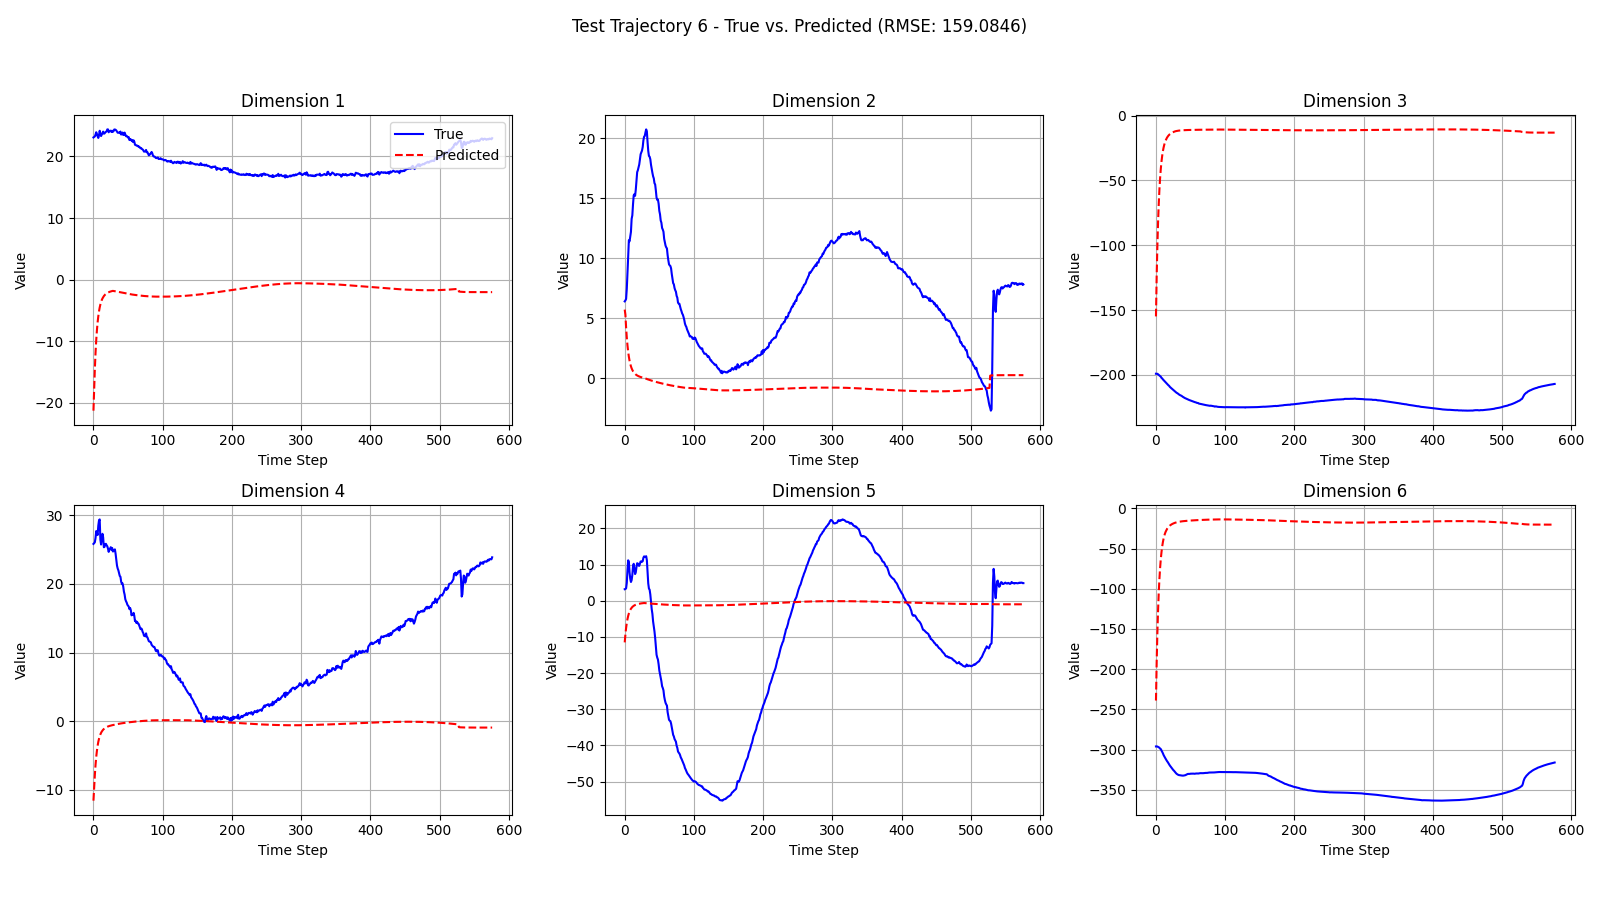 Test Trajectory 6 - True vs. Predicted (RMSE: 159.0846)
Dimension 1
Dimension 2
Dimension 3
True
Predicted
Value
20
10
0
−10
−20
0 100 200 300 400 500 600
Time Step
Value
20
15
10
5
0
0 100 200 300 400 500 600
Time Step
Value
0
−50
−100
−150
−200
0 100 200 300 400 500 600
Time Step
Dimension 4
Dimension 5
Dimension 6
Value
30
20
10
0
−10
0 100 200 300 400 500 600
Time Step
Value
20
10
0
−10
−20
−30
−40
−50
0 100 200 300 400 500 600
Time Step
Value
0
−50
−100
−150
−200
−250
−300
−350
0 100 200 300 400 500 600
Time Step